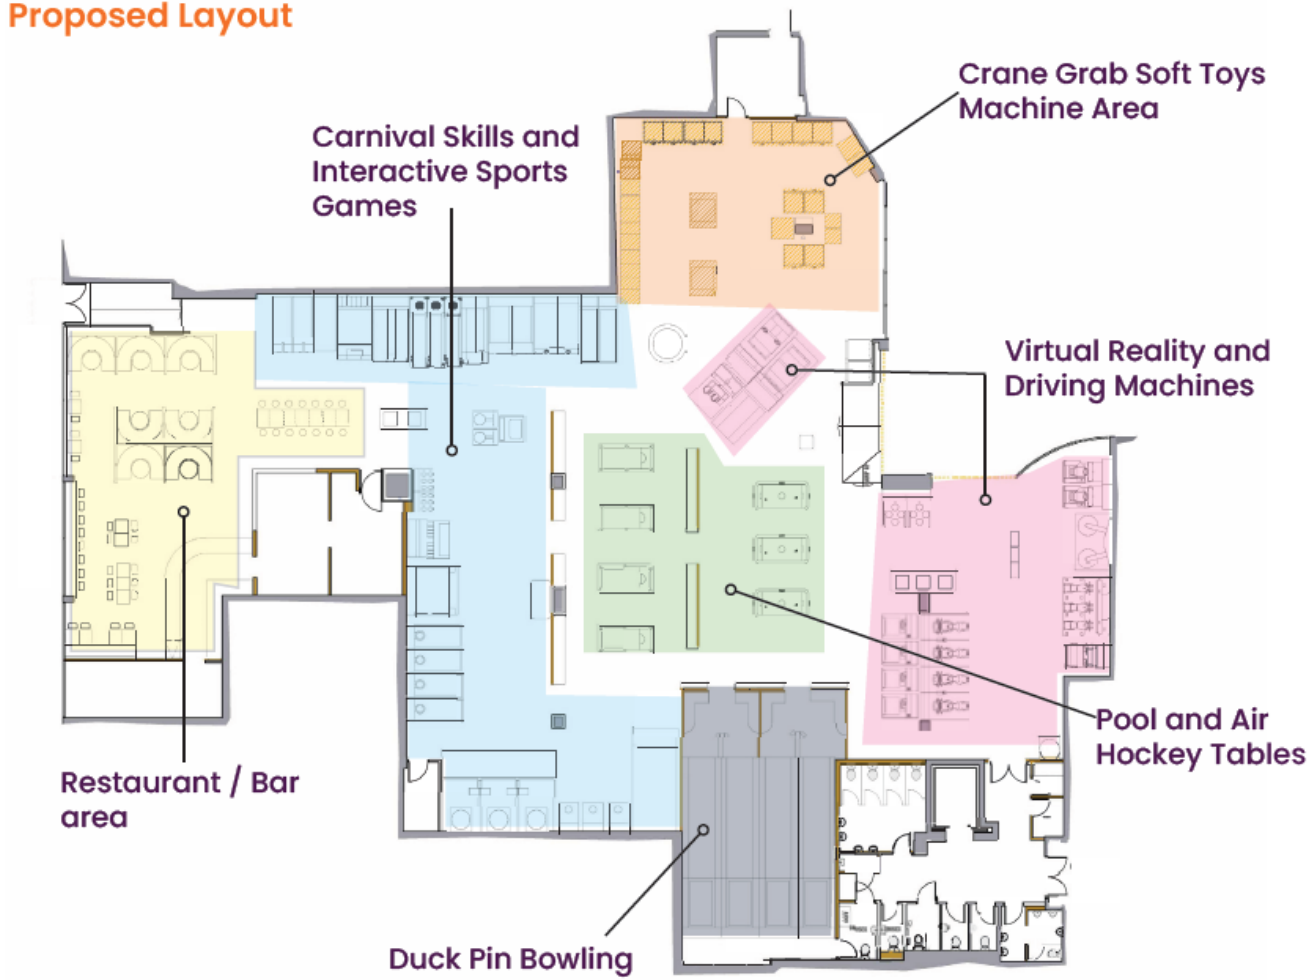 Proposed Layout
Crane Grab Soft Toys
Machine Area
Carnival Skills and
Interactive Sports
Games
Virtual Reality and
Driving Machines
Pool and Air
Hockey Tables
Restaurant / Bar
area
Duck Pin Bowling